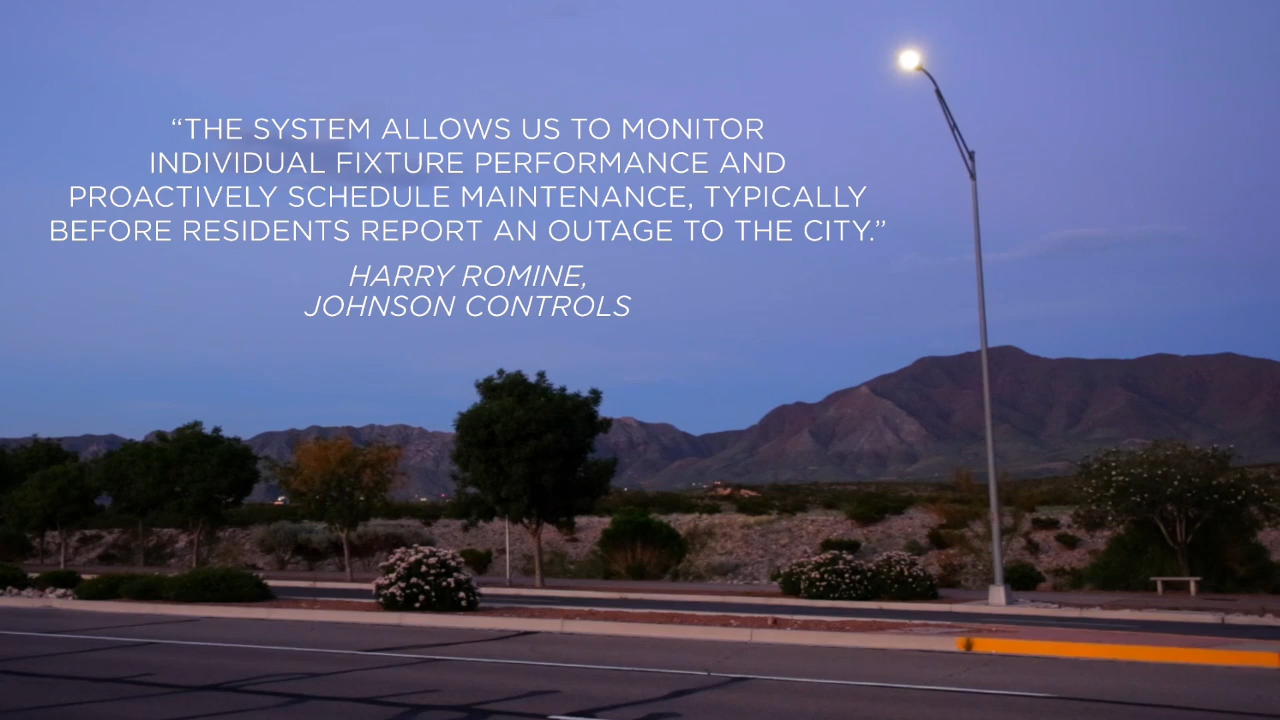 “THE SYSTEM ALLOWS US TO MONITOR
INDIVIDUAL FIXTURE PERFORMANCE AND
PROACTIVELY SCHEDULE MAINTENANCE, TYPICALLY
BEFORE RESIDENTS REPORT AN OUTAGE TO THE CITY.”
HARRY ROMINE,
JOHNSON CONTROLS